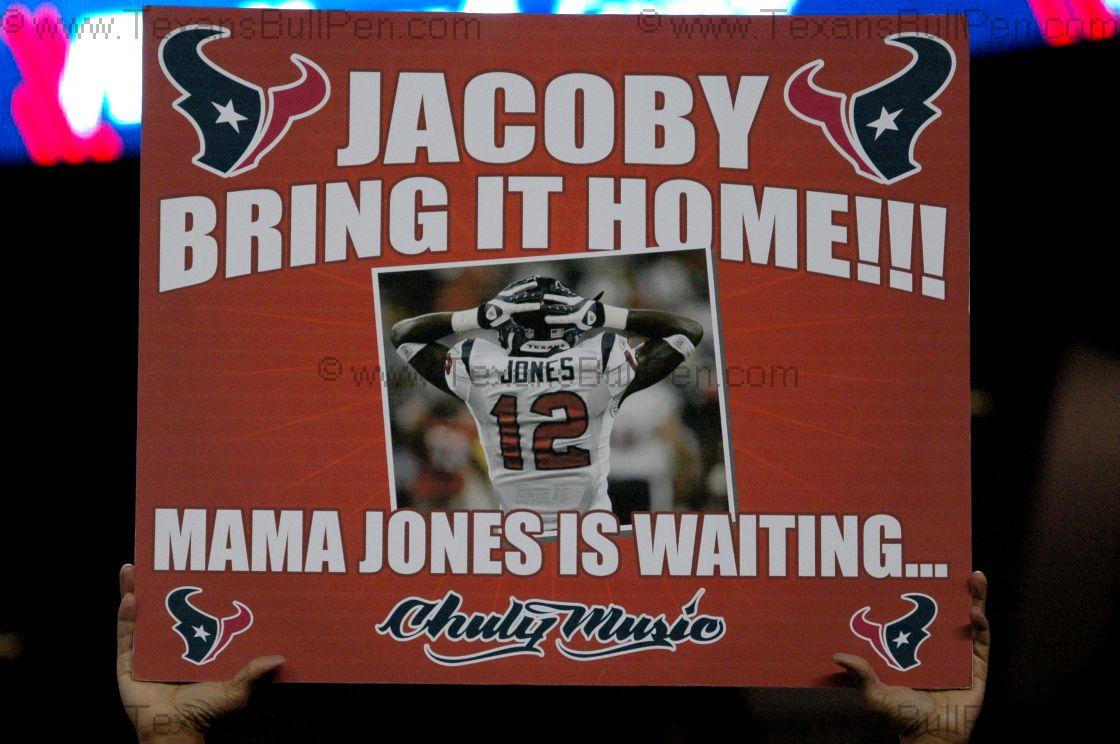 © www.TexansBullPen.com © www.TexansBullPen.com
JACOBY
BRING IT HOME!!!
TEXANS
JONES
12
© www.TexansBullPen.com
MAMA JONES IS WAITING...
Chuly Music